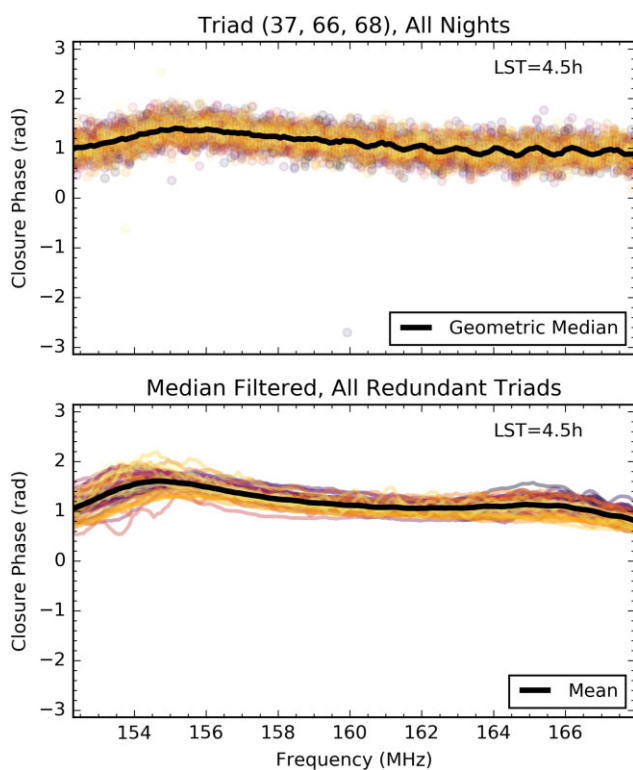 Triad (37, 66, 68), All Nights
3
2
1
0
−1
−2
−3
Closure Phase (rad)
LST=4.5h
Geometric Median
Median Filtered, All Redundant Triads
3
2
1
0
−1
−2
−3
Closure Phase (rad)
LST=4.5h
Mean
154 156 158 160 162 164 166
Frequency (MHz)